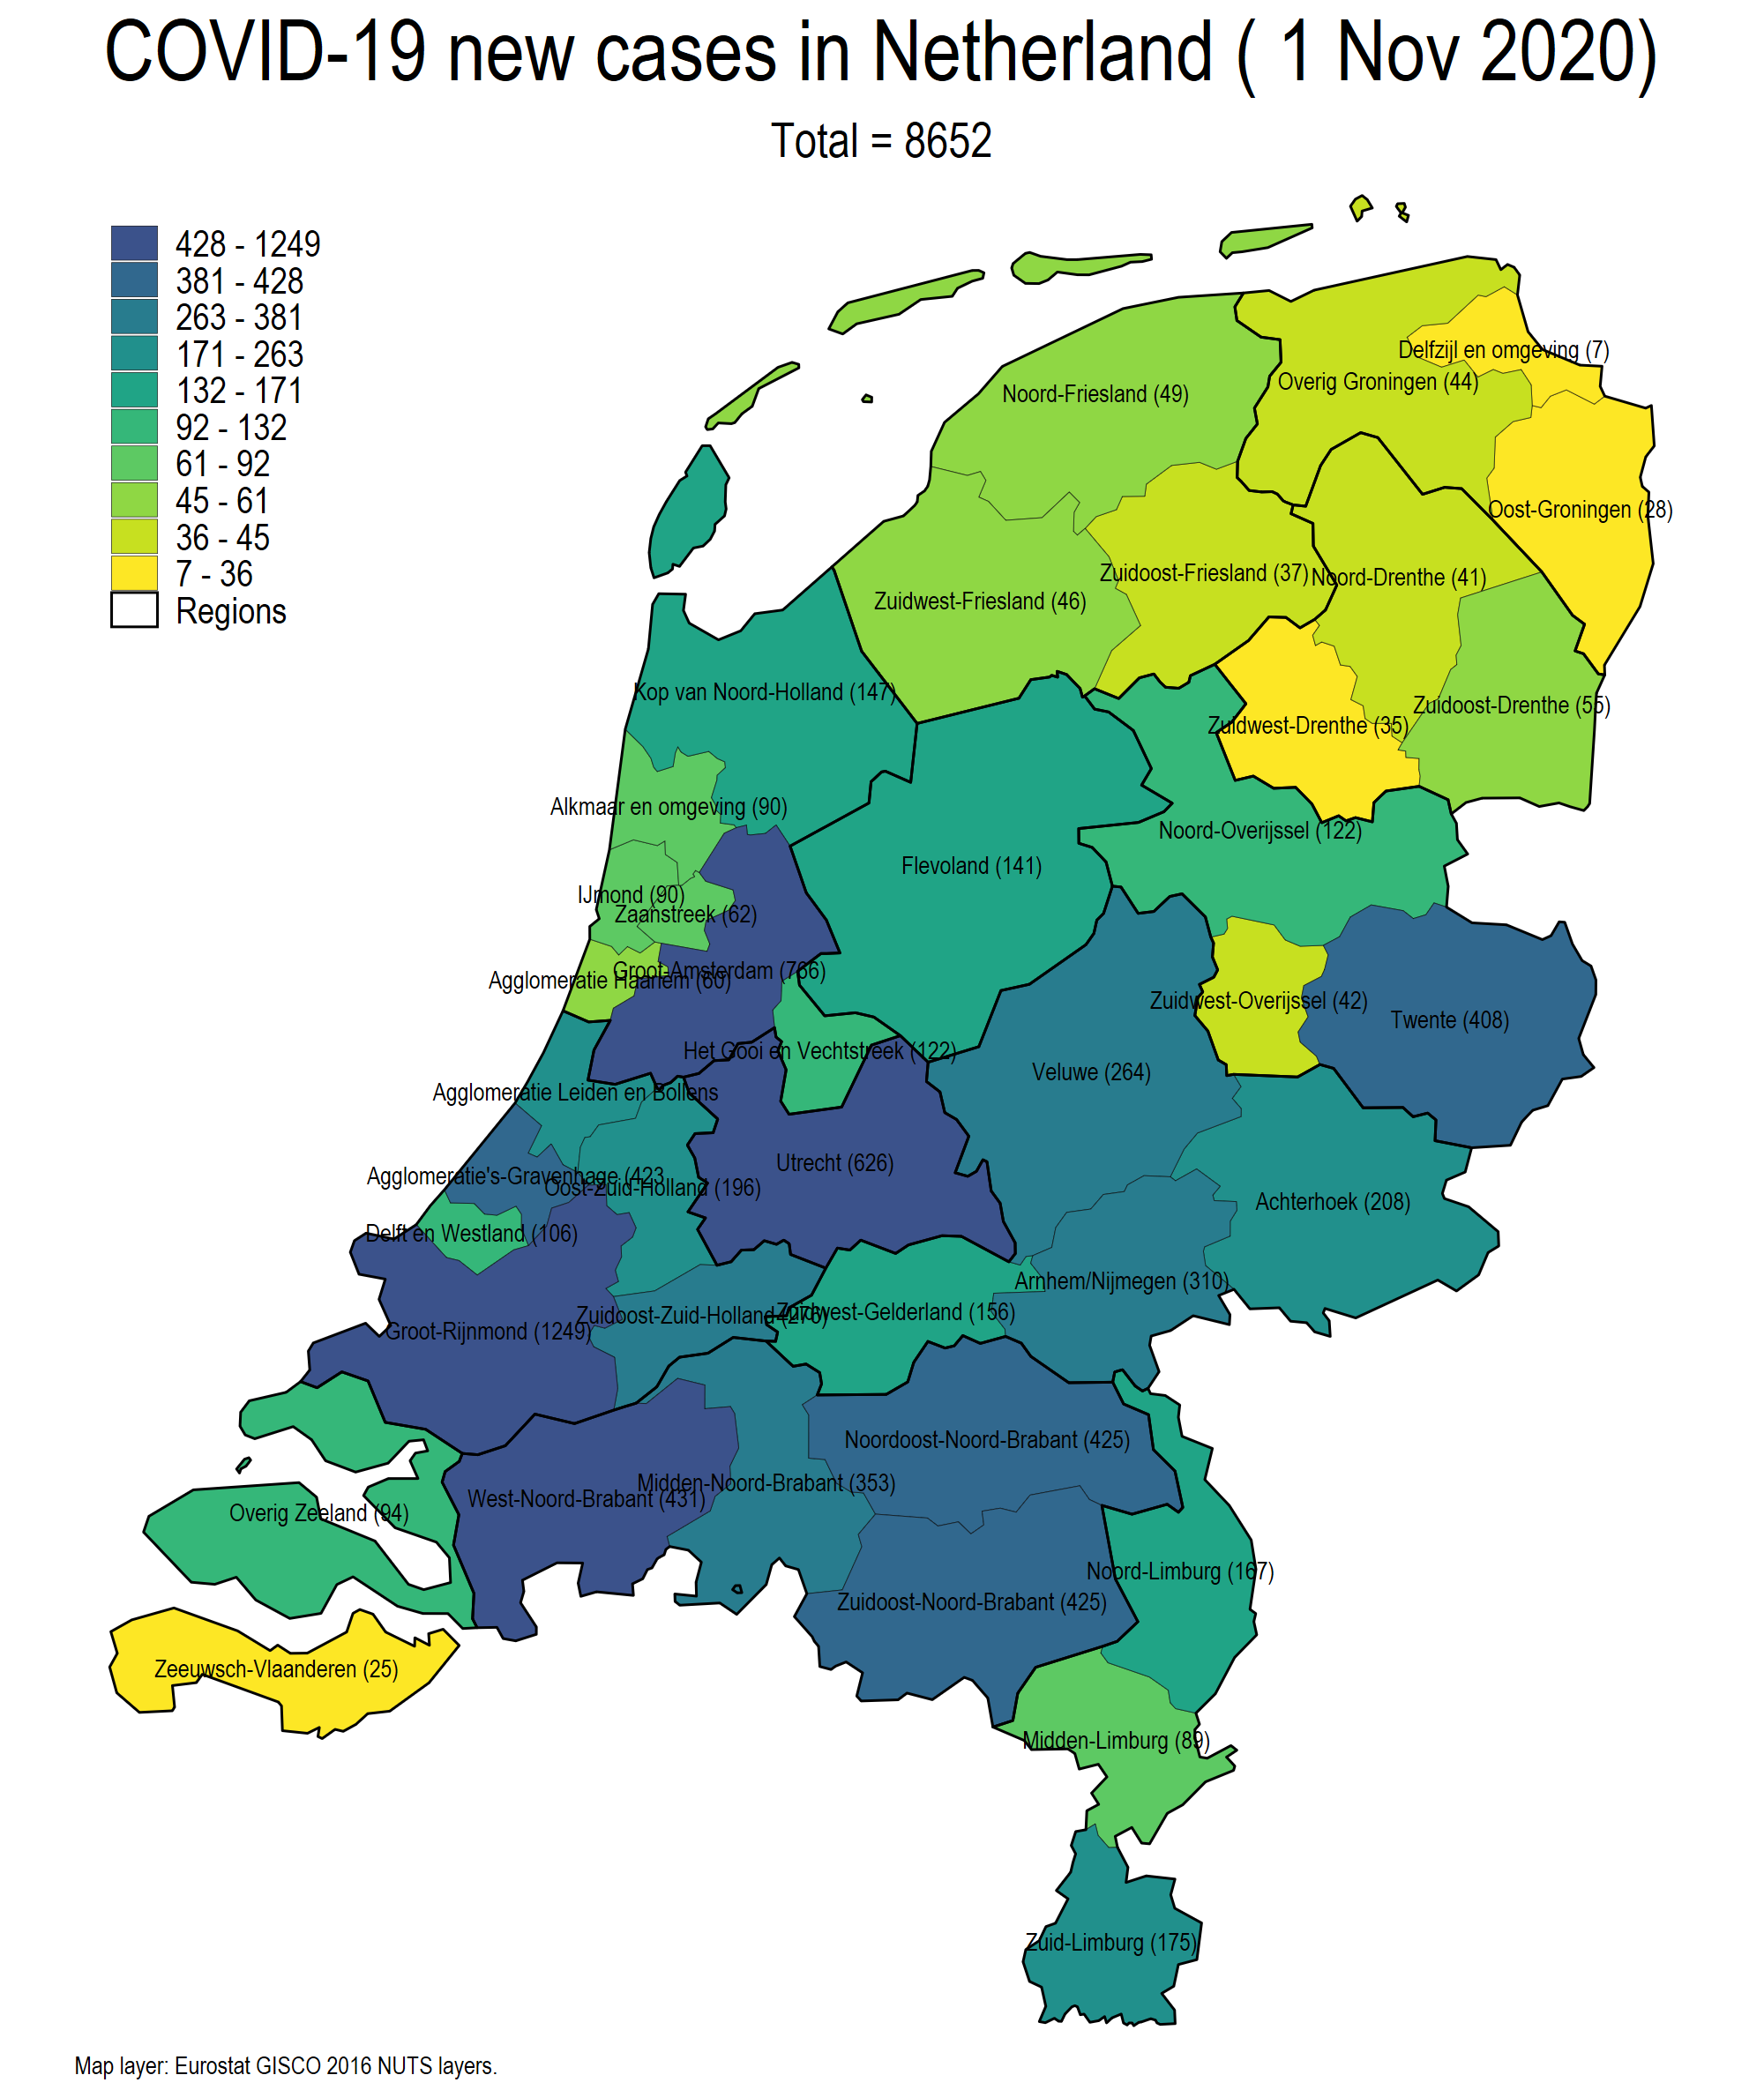 COVID-19 new cases in Netherland ( 1 Nov 2020)
Total = 8652
428 - 1249
381 - 428
263 - 381
171 - 263
132 - 171
92 - 132
61 - 92
45 - 61
36 - 45
7 - 36
Regions
Delfzijl en omgeving (7)
Overig Groningen (44)
Noord-Friesland (49)
Oost-Groningen (28)
Zuidoost-Friesland (37)
Noord-Drenthe (41)
Zuidwest-Friesland (46)
Kop van Noord-Holland (147)
Zuidoost-Drenthe (55)
Zuidwest-Drenthe (35)
Alkmaar en omgeving (90)
Noord-Overijssel (122)
Flevoland (141)
IJmond (90)
Zaanstreek (62)
Groot-Amsterdam (766)
Agglomeratie Haarlem (60)
Zuidwest-Overijssel (42)
Twente (408)
Het Gooi en Vechtstreek (122)
Veluwe (264)
Agglomeratie Leiden en Bollens
Utrecht (626)
Agglomeratie's-Gravenhage (423
Oost-Zuid-Holland (196)
Achterhoek (208)
Delft en Westland (106)
Arnhem/Nijmegen (310)
Zuidwest-Gelderland (156)
Zuidoost-Zuid-Holland (276)
Groot-Rijnmond (1249)
Noordoost-Noord-Brabant (425)
Midden-Noord-Brabant (353)
West-Noord-Brabant (431)
Overig Zeeland (94)
Noord-Limburg (167)
Zuidoost-Noord-Brabant (425)
Zeeuwsch-Vlaanderen (25)
Midden-Limburg (89)
Zuid-Limburg (175)
Map layer: Eurostat GISCO 2016 NUTS layers.